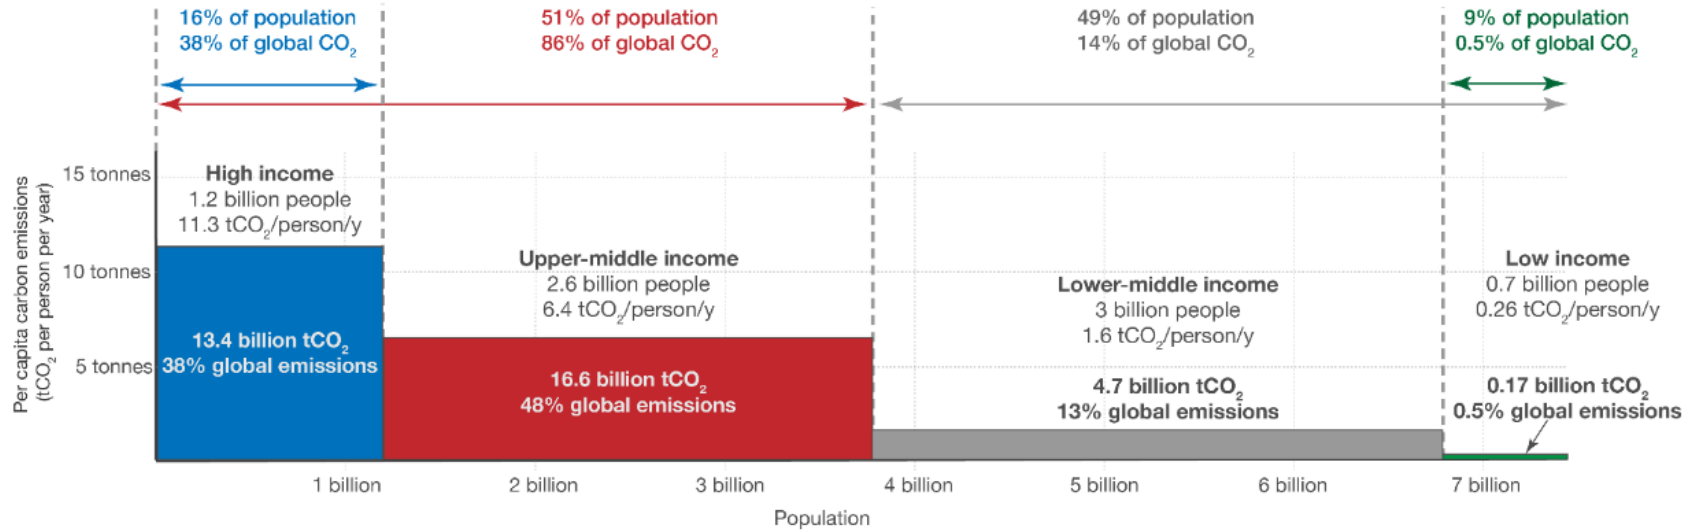 16% of population
38% of global CO₂
51% of population
86% of global CO₂
49% of population
14% of global CO₂
9% of population
0.5% of global CO₂
Per capita carbon emissions
(tCO₂ per person per year)
15 tonnes
10 tonnes
5 tonnes
High income
1.2 billion people
11.3 tCO₂/person/y
13.4 billion tCO₂
38% global emissions
Upper-middle income
2.6 billion people
6.4 tCO₂/person/y
16.6 billion tCO₂
48% global emissions
Lower-middle income
3 billion people
1.6 tCO₂/person/y
4.7 billion tCO₂
13% global emissions
Low income
0.7 billion people
0.26 tCO₂/person/y
0.17 billion tCO₂
0.5% global emissions
1 billion
2 billion
3 billion
4 billion
5 billion
6 billion
7 billion
Population